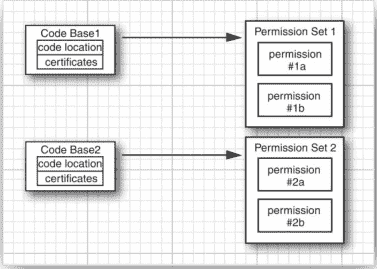 Code Base1
code location
certificates
Permission Set 1
permission
#1a
permission
#1b
Code Base2
code location
certificates
Permission Set 2
permission
#2a
permission
#2b